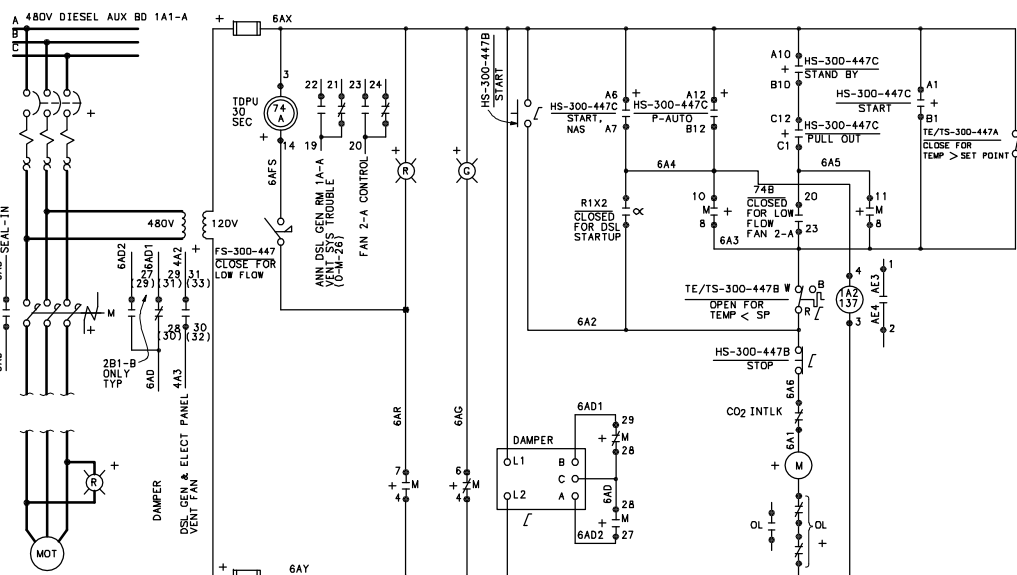 A 480V DIESEL AUX BD 1A1-A
B
C
+
6AX
+
3
TDPU
30
SEC
74
A
+
14
6AFS
22
21
23
24
19
20
ANN DSL GEN RM 1A-A
VENT SYS TROUBLE
(0-M-26)
FAN 2-A CONTROL
R
G
HS-300-447B
START
A6
HS-300-447C
START,
NAS
A7
A12
HS-300-447C
P-AUTO
B12
A10
HS-300-447C
STAND BY
B10
C12
HS-300-447C
PULL OUT
C1
A1
HS-300-447C
START
B1
TE/TS-300-447A
CLOSE FOR
TEMP > SET POINT
6A4
6A5
R1X2
CLOSED
FOR DSL
STARTUP
∝
10
M
+
8
6A3
74B
CLOSED
FOR LOW
FLOW
FAN 2-A
20
23
11
M
+
8
SEAL-IN
480V
120V
+
FS-300-447
CLOSE FOR
LOW FLOW
6AD2
6AD1
4A2
27
29
31
(29)
(31)
(33)
28
30
(30)
(32)
2B1-B
ONLY
TYP
6AD
4A3
M
+
TE/TS-300-447B
OPEN FOR
TEMP < SP
W
B
R
4
1A2
137
3
1
AE3
AE4
2
6A2
HS-300-447B
STOP
6A6
CO2 INTLK
6A1
+
M
OL
OL
+
6AR
6AG
7
M
+
4
6
M
+
4
DAMPER
L1
L2
B
C
A
6AD1
29
+ M
28
6AD
28
+ M
27
6AD2
R
+
MOT
DAMPER
DSL GEN & ELECT PANEL
VENT FAN
+
6AY